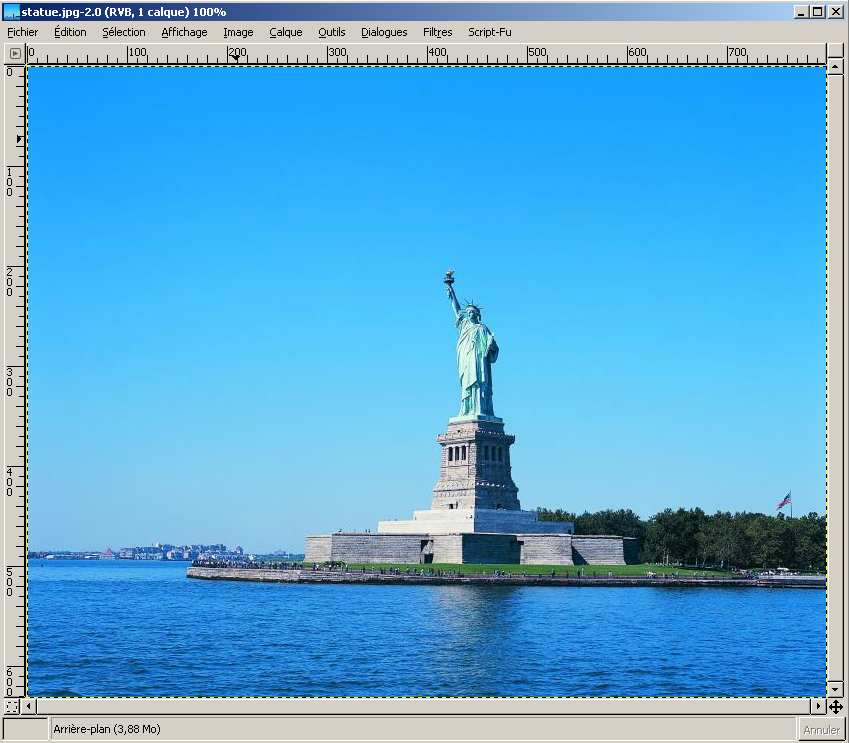 statue.jpg-2.0 (RVB, 1 calque) 100%
Fichier Édition Sélection Affichage Image Calque Outils Dialogues Filtres Script-Fu
0 100 200 300 400 500 600 700
0
100
200
300
400
500
600
Arrière-plan (3,88 Mo) Annuler